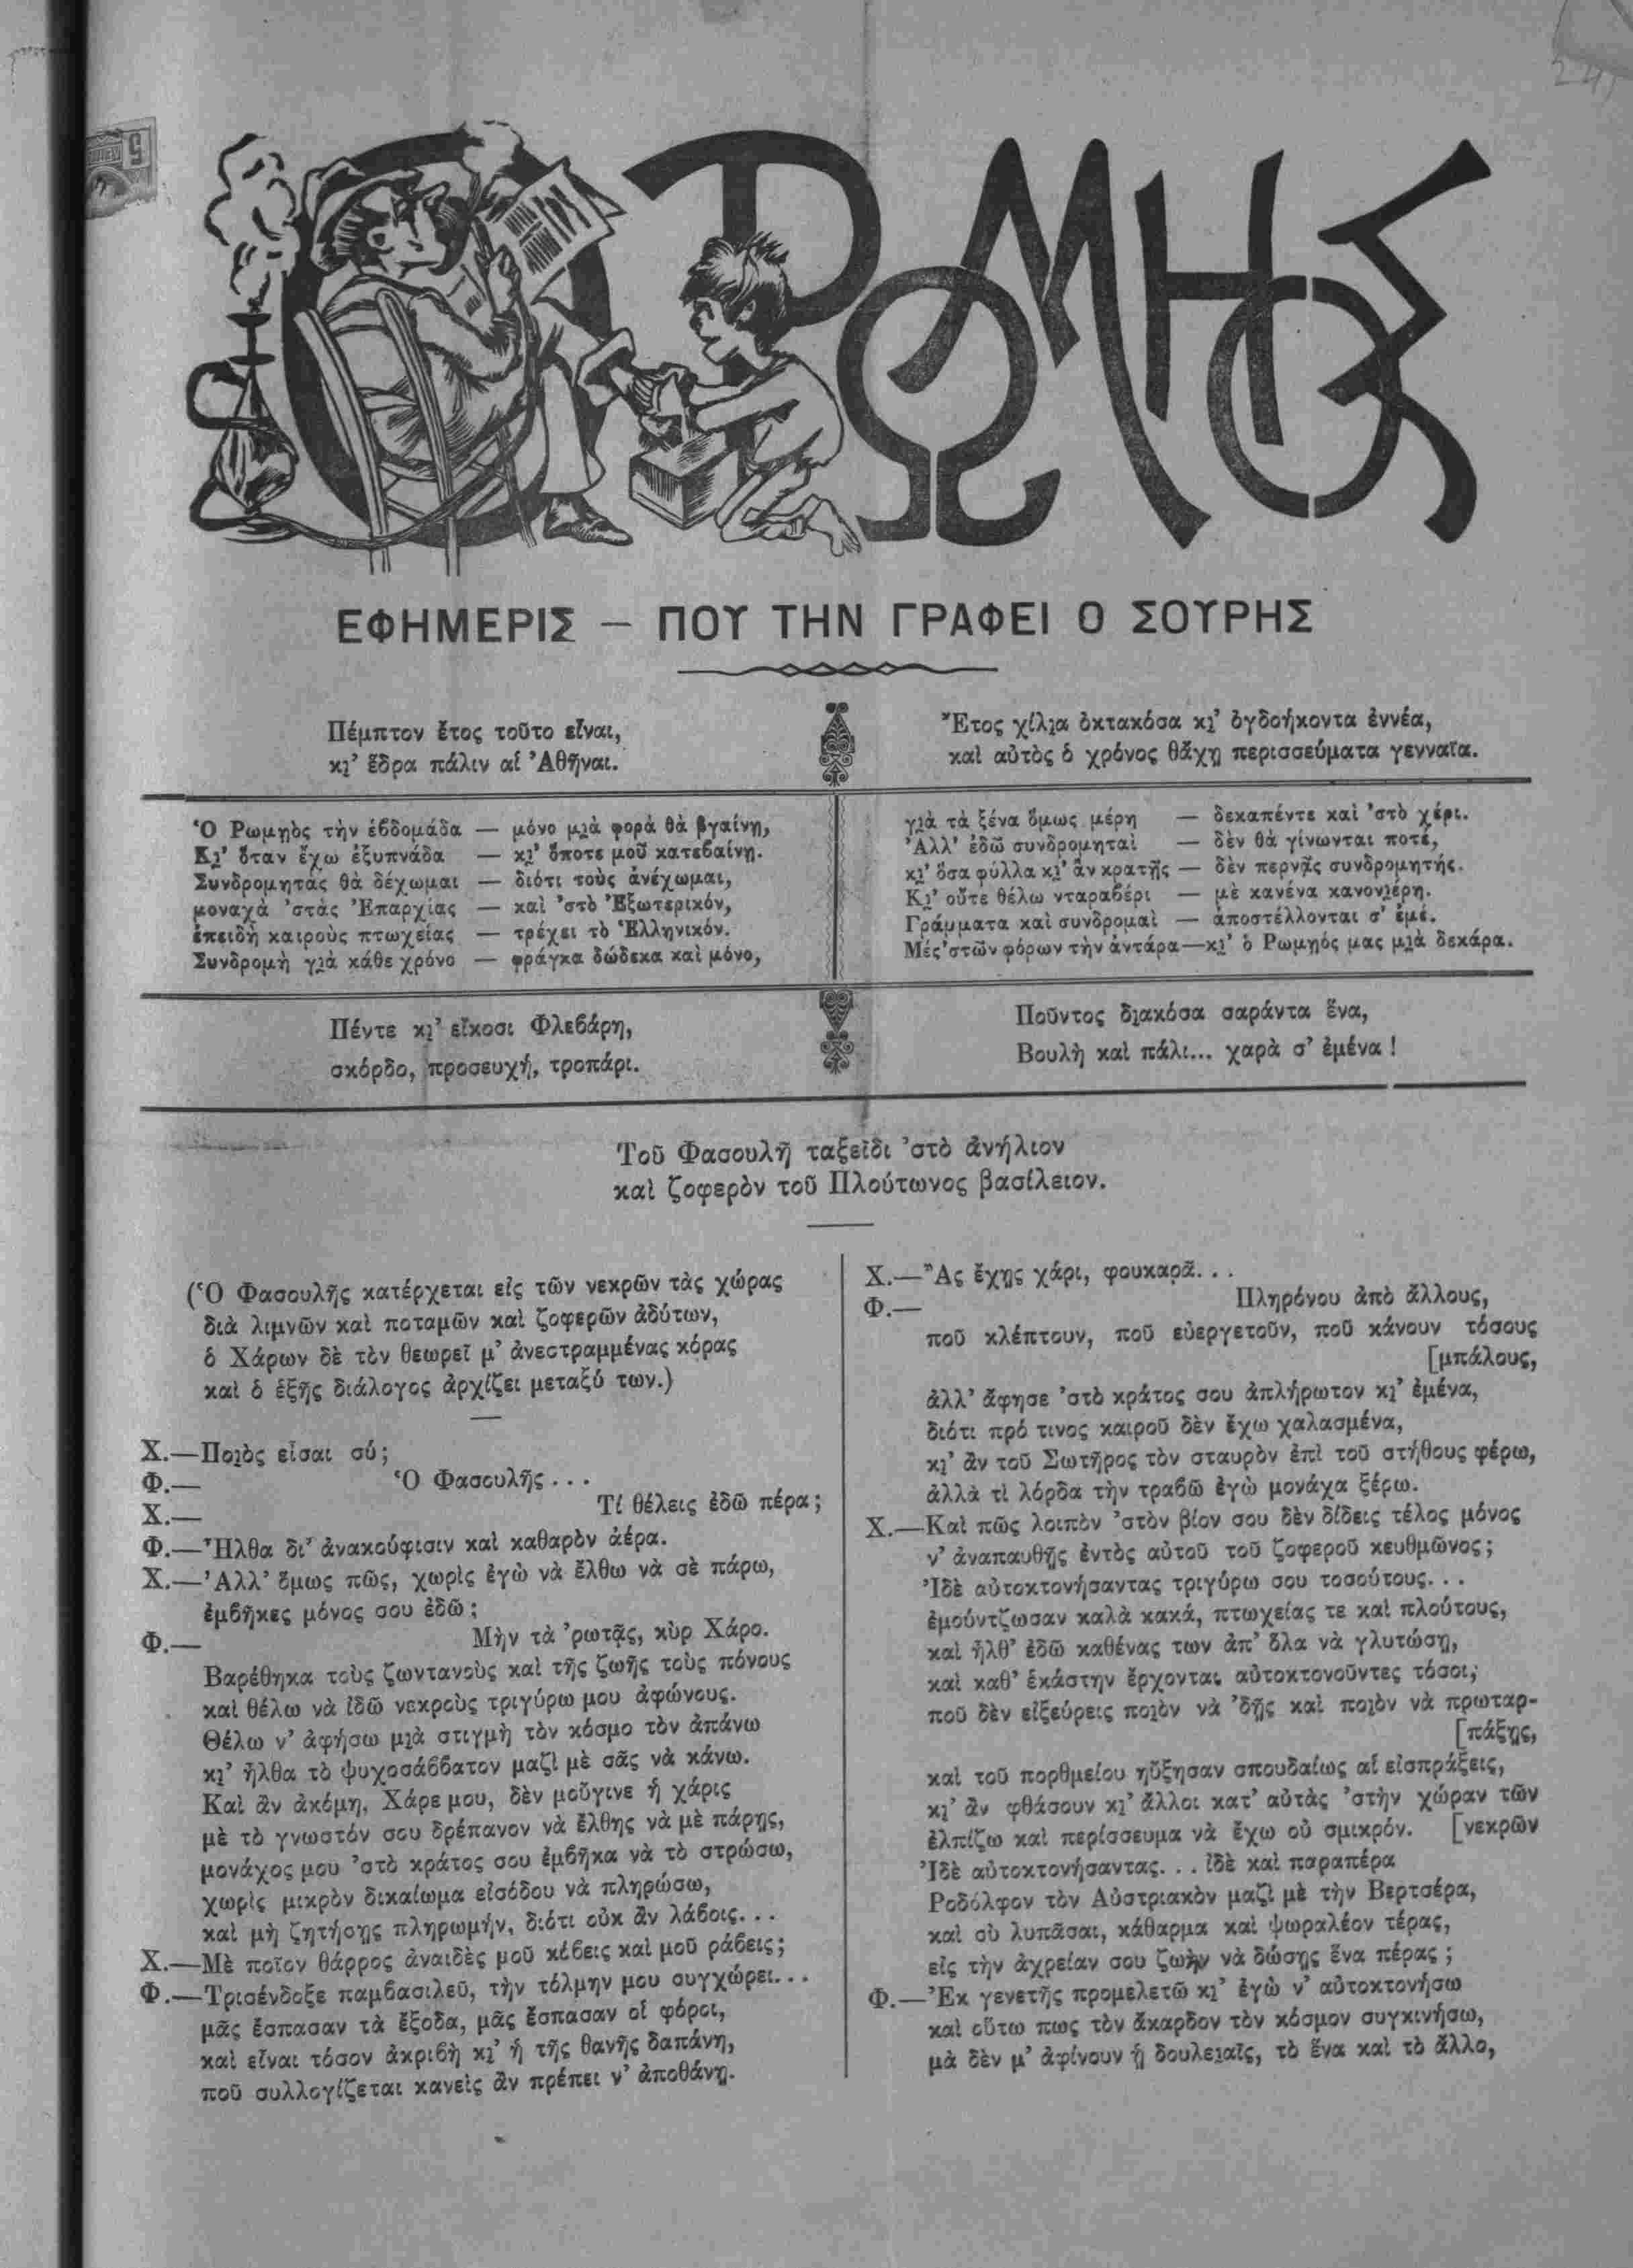 Ο ΡΩΜΗΟΣ
ΕΦΗΜΕΡΙΣ — ΠΟΥ ΤΗΝ ΓΡΑΦΕΙ Ο ΣΟΥΡΗΣ
Πέμπτον ἔτος τοῦτο εἶναι,
κι̯' ἕδρα πάλιν αἱ Ἀθῆναι.
Ἔτος χίλι̯α ὀκτακόσα κι̯' ὀγδοήκοντα ἐννέα,
καὶ αὐτὸς ὁ χρόνος θἄχῃ περισσεύματα γενναῖα.
Ὁ Ρωμῃὸς τὴν ἑβδομάδα — μόνο μι̯ὰ φορὰ θὰ βγαίνῃ,
Κι̯' ὅταν ἔχω ἐξυπνάδα — κι̯' ὅποτε μοῦ κατεβαίνῃ.
Συνδρομητὰς θὰ δέχωμαι — διότι τοὺς ἀνέχωμαι,
μοναχὰ 'στὰς Ἐπαρχίας — καὶ 'στὸ Ἐξωτερικόν,
ἐπειδὴ καιροὺς πτωχείας — τρέχει τὸ Ἑλληνικόν.
Συνδρομὴ γι̯ὰ κάθε χρόνο — φράγκα δώδεκα καὶ μόνο,
γι̯ὰ τὰ ξένα ὅμως μέρη — δεκαπέντε καὶ 'στὸ χέρι.
Ἀλλ' ἐδῶ συνδρομηταὶ — δὲν θὰ γίνωνται ποτέ,
κι̯' ὅσα φύλλα κι̯' ἂν κρατῇς — δὲν περνᾷς συνδρομητής.
Κι̯' οὔτε θέλω νταραβέρι — μὲ κανένα κανονι̯έρη.
Γράμματα καὶ συνδρομαὶ — ἀποστέλλονται σ' ἐμέ.
Μές 'στῶν φόρων τὴν ἀντάρα—κι̯' ὁ Ρωμῃός μας μι̯ὰ δεκάρα.
Πέντε κι̯' εἴκοσι Φλεβάρη,
σκόρδο, προσευχή, τροπάρι.
Ποῦντος δι̯ακόσα σαράντα ἕνα,
Βουλὴ καὶ πάλι... χαρὰ σ' ἐμένα!
Τοῦ Φασουλῆ ταξεῖδι 'στὸ ἀνήλιον
καὶ ζοφερὸν τοῦ Πλούτωνος βασίλειον.
(Ὁ Φασουλῆς κατέρχεται εἰς τῶν νεκρῶν τὰς χώρας
διὰ λιμνῶν καὶ ποταμῶν καὶ ζοφερῶν ἀδύτων,
ὁ Χάρων δὲ τὸν θεωρεῖ μ' ἀνεστραμμένας κόρας
καὶ ὁ ἑξῆς διάλογος ἀρχίζει μεταξύ των.)
Χ.—Ποι̯ὸς εἶσαι σύ;
Φ.— Ὁ Φασουλῆς...
Χ.— Τί θέλεις ἐδῶ πέρα;
Φ.—Ἦλθα δι' ἀνακούφισιν καὶ καθαρὸν ἀέρα.
Χ.—Ἀλλ' ὅμως πῶς, χωρὶς ἐγὼ νὰ ἔλθω νὰ σὲ πάρω,
ἐμβῆκες μόνος σου ἐδῶ;
Φ.— Μὴν τὰ 'ρωτᾷς, κὺρ Χάρο.
Βαρέθηκα τοὺς ζωντανοὺς καὶ τῆς ζωῆς τοὺς πόνους
καὶ θέλω νὰ ἰδῶ νεκροὺς τριγύρω μου ἀφώνους.
Θέλω ν' ἀφήσω μι̯ὰ στιγμὴ τὸν κόσμο τὸν ἀπάνω
κι̯' ἦλθα τὸ ψυχοσάββατον μαζὶ μὲ σᾶς νὰ κάνω.
Καὶ ἂν ἀκόμη, Χάρε μου, δὲν μοὔγινε ἡ χάρις
μὲ τὸ γνωστόν σου δρέπανον νὰ ἔλθῃς νὰ μὲ πάρῃς,
μονάχος μου 'στὸ κράτος σου ἐμβῆκα νὰ τὸ στρώσω,
χωρὶς μικρὸν δικαίωμα εἰσόδου νὰ πληρώσω,
καὶ μὴ ζητήσῃς πληρωμήν, διότι οὐκ ἂν λάβοις...
Χ.—Μὲ ποῖον θάρρος ἀναιδὲς μοῦ κόβεις καὶ μοῦ ράβεις;
Φ.—Τρισένδοξε παμβασιλεῦ, τὴν τόλμην μου συγχώρει...
μᾶς ἔσπασαν τὰ ἔξοδα, μᾶς ἔσπασαν οἱ φόροι,
καὶ εἶναι τόσον ἀκριβὴ κι̯' ἡ τῆς θανῆς δαπάνη,
ποῦ συλλογίζεται κανεὶς ἂν πρέπει ν' ἀποθάνῃ.
Χ.—Ἂς ἔχῃς χάρι, φουκαρᾶ...
Φ.— Πληρόνου ἀπὸ ἄλλους,
ποῦ κλέπτουν, ποῦ εὐεργετοῦν, ποῦ κάνουν τόσους
[μπάλους,
ἀλλ' ἄφησε 'στὸ κράτος σου ἀπλήρωτον κι̯' ἐμένα,
διότι πρό τινος καιροῦ δὲν ἔχω χαλασμένα,
κι̯' ἂν τοῦ Σωτῆρος τὸν σταυρὸν ἐπὶ τοῦ στήθους φέρω,
ἀλλὰ τὶ λόρδα τὴν τραβῶ ἐγὼ μονάχα ξέρω.
Χ.—Καὶ πῶς λοιπὸν 'στὸν βίον σου δὲν δίδεις τέλος μόνος
ν' ἀναπαυθῇς ἐντὸς αὐτοῦ τοῦ ζοφεροῦ κευθμῶνος;
Ἰδὲ αὐτοκτονήσαντας τριγύρω σου τοσούτους...
ἐμούντζωσαν καλὰ κακά, πτωχείας τε καὶ πλούτους,
καὶ ἦλθ' ἐδῶ καθένας των ἀπ' ὅλα νὰ γλυτώσῃ,
καὶ καθ' ἑκάστην ἔρχονται αὐτοκτονοῦντες τόσοι,
ποῦ δὲν εἰξεύρεις ποι̯ὸν νὰ 'δῇς καὶ ποι̯ὸν νὰ πρωταρ-
[πάξῃς,
καὶ τοῦ πορθμείου ηὔξησαν σπουδαίως αἱ εἰσπράξεις,
κι̯' ἂν φθάσουν κι̯' ἄλλοι κατ' αὐτὰς 'στὴν χώραν τῶν
ἐλπίζω καὶ περίσσευμα νὰ ἔχω οὐ σμικρόν. [νεκρῶν
Ἰδὲ αὐτοκτονήσαντας... ἰδὲ καὶ παραπέρα
Ροδόλφον τὸν Αὐστριακὸν μαζὶ μὲ τὴν Βερτσέρα,
καὶ σὺ λυπᾶσαι, κάθαρμα καὶ ψωραλέον τέρας,
εἰς τὴν ἀχρείαν σου ζωὴν νὰ δώσῃς ἕνα πέρας;
Φ.—Ἐκ γενετῆς προμελετῶ κι̯' ἐγὼ ν' αὐτοκτονήσω
καὶ οὕτω πως τὸν ἄκαρδον τὸν κόσμον συγκινήσω,
μὰ δὲν μ' ἀφίνουν ᾑ δουλει̯αῖς, τὸ ἕνα καὶ τὸ ἄλλο,